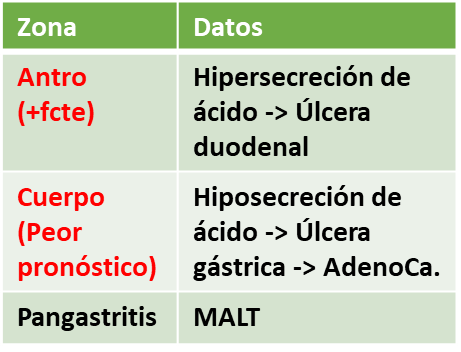 Zona
Datos
Antro
(+fcte)
Hipersecreción de
ácido -> Úlcera
duodenal
Cuerpo
(Peor
pronóstico)
Hiposecreción de
ácido -> Úlcera
gástrica -> AdenoCa.
Pangastritis
MALT